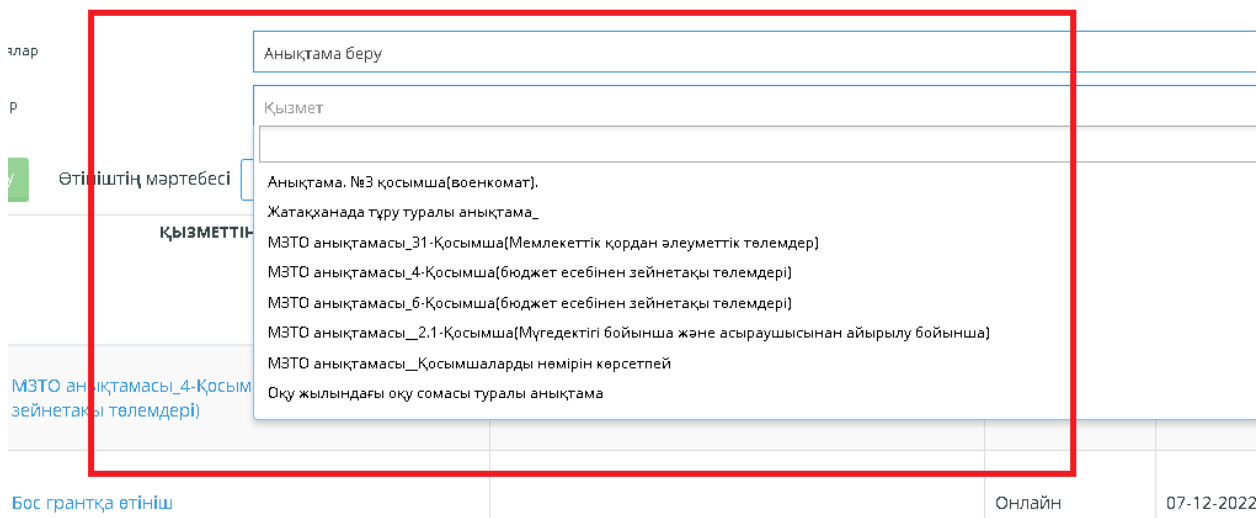 Анықтама беру
Қызмет
Өтініштің мәртебесі
Анықтама. №3 қосымша(военкомат).
Жатақханада тұру туралы анықтама_
ҚЫЗМЕТТІҢ
МЗТО анықтамасы_31-Қосымша(Мемлекеттік қордан әлеуметтік төлемдер)
МЗТО анықтамасы_4-Қосымша(бюджет есебінен зейнетақы төлемдері)
МЗТО анықтамасы_6-Қосымша(бюджет есебінен зейнетақы төлемдері)
МЗТО анықтамасы__2.1-Қосымша(Мүгедектігі бойынша және асыраушысынан айырылу бойынша)
МЗТО анықтамасы__Қосымшаларды нөмірін көрсетпей
Оқу жылындағы оқу сомасы туралы анықтама
МЗТО анықтамасы_4-Қосым
зейнетақы төлемдері)
Бос грантқа өтініш Онлайн 07-12-2022